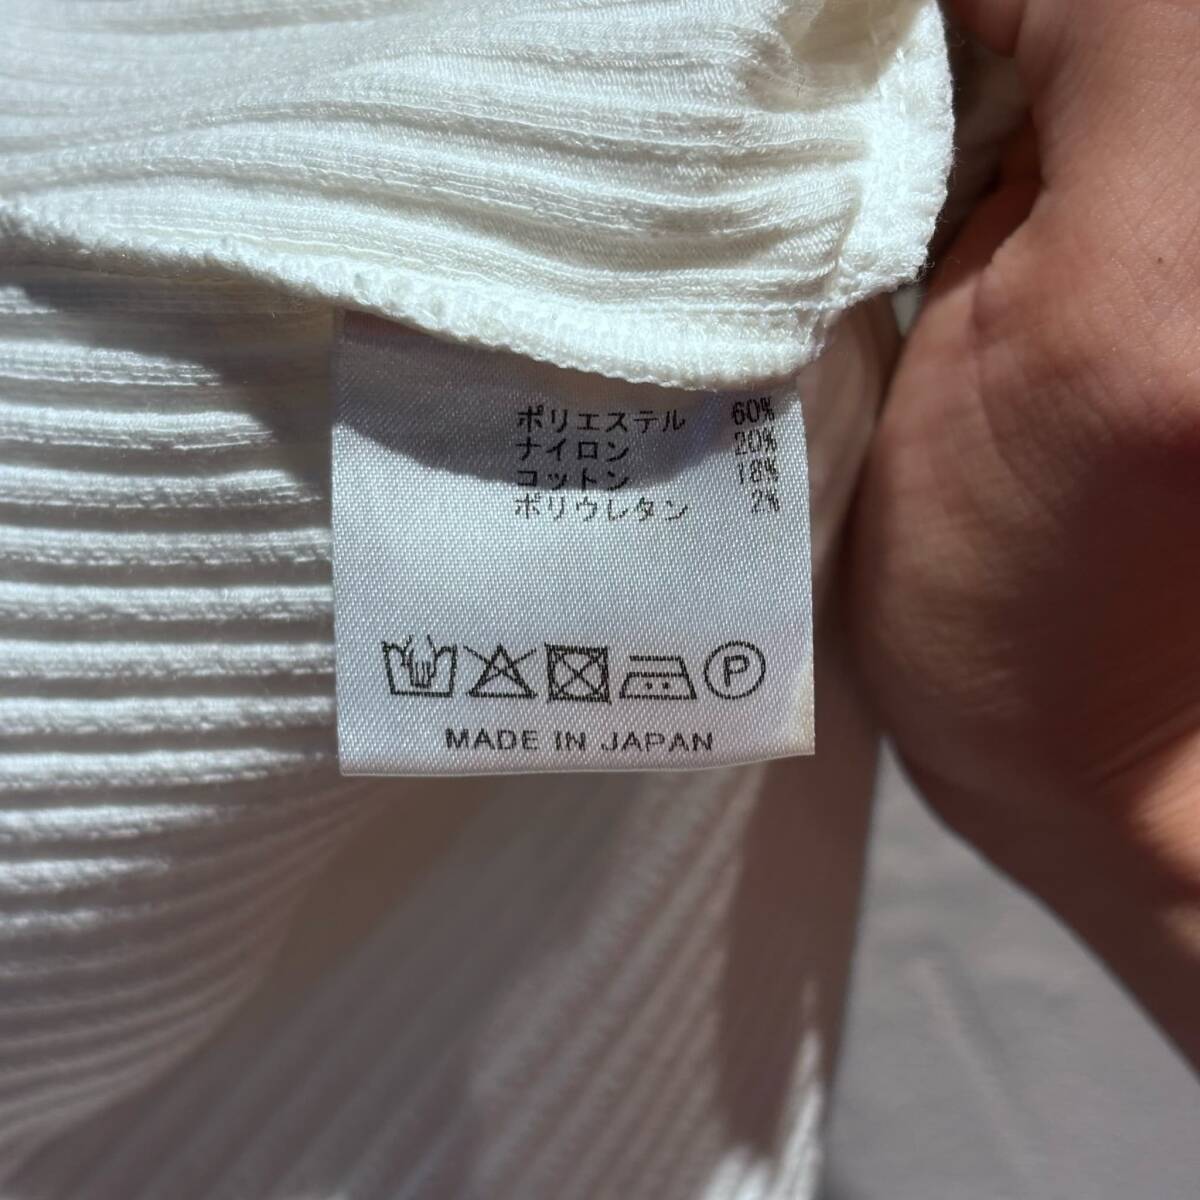 ポリエステル 60%
ナイロン 20%
コットン 18%
ポリウレタン 2%
P
MADE IN JAPAN